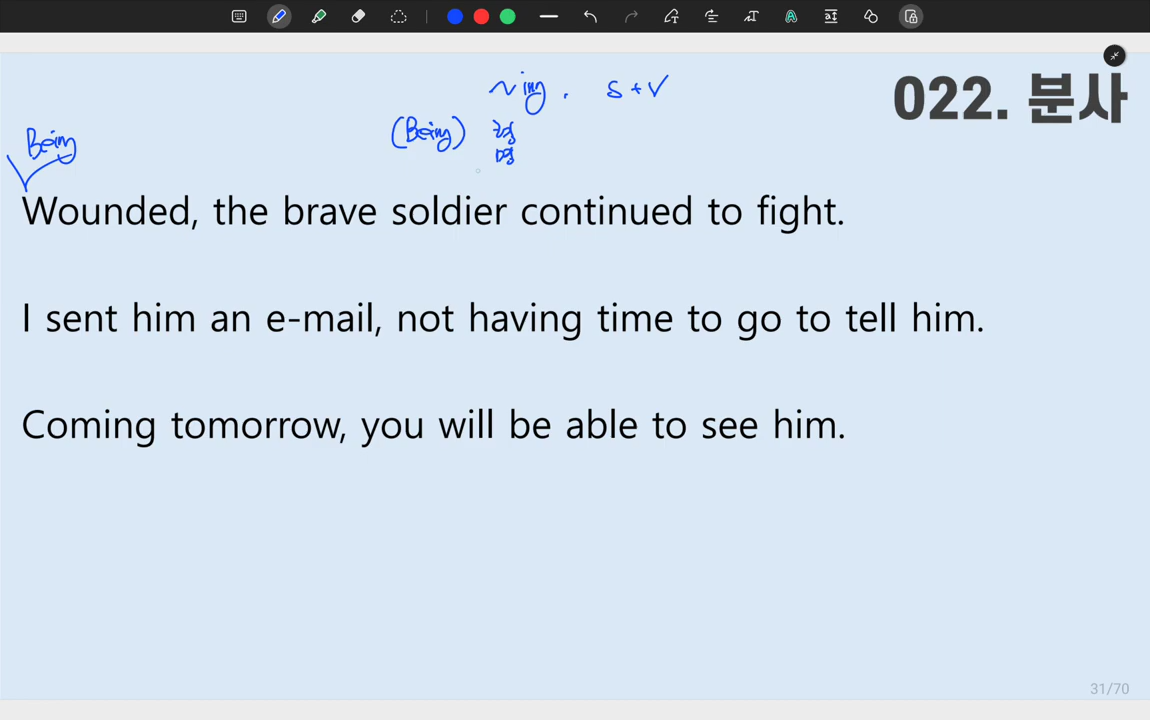 ~ing, S + V
022. 분사
(Being) 과형
명
Being
Wounded, the brave soldier continued to fight.
I sent him an e-mail, not having time to go to tell him.
Coming tomorrow, you will be able to see him.
31/70